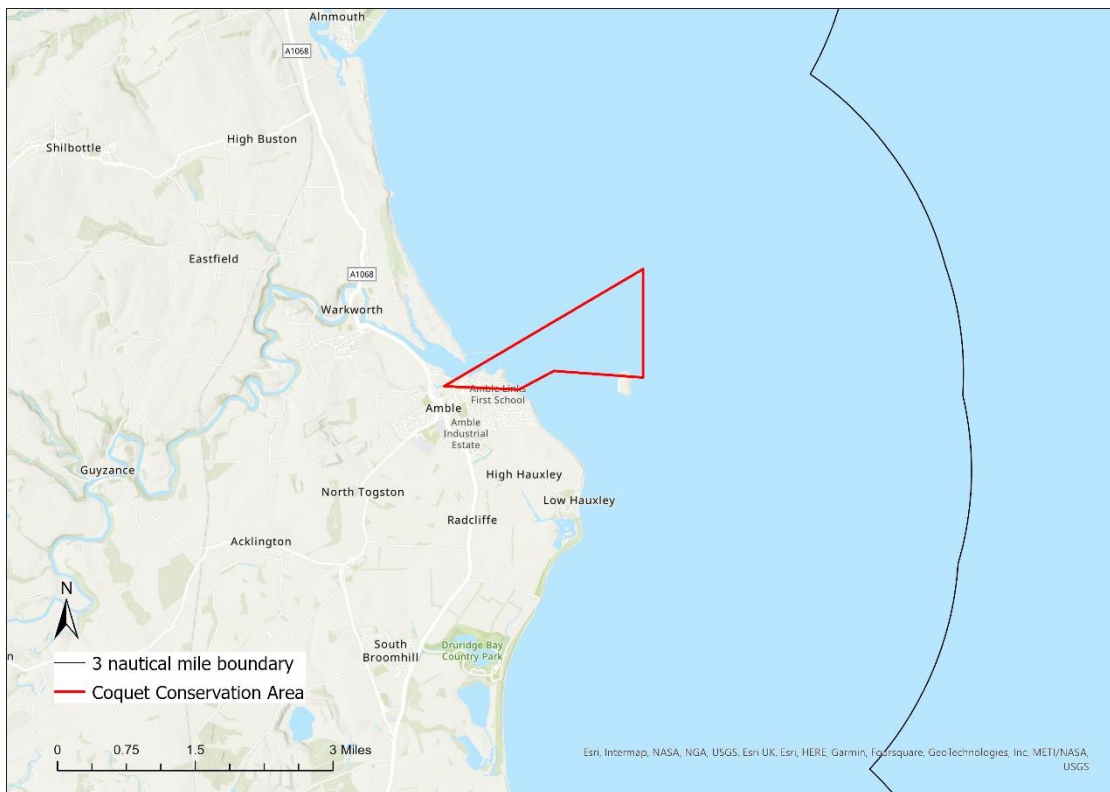 Alnmouth
A1068
High Buston
Shilbottle
Eastfield
A1068
Warkworth
Amble Links
First School
Amble
Amble
Industrial
Estate
Guyzance
High Hauxley
North Togston
Low Hauxley
Radcliffe
Acklington
N
South
Broomhill
Druridge Bay
Country Park
n
3 nautical mile boundary
Coquet Conservation Area
0 0.75 1.5 3 Miles
Esri, Intermap, NASA, NGA, USGS. Esri UK. Esri, HERE, Garmin, Foursquare, GeoTechnologies, Inc, METI/NASA,
USGS